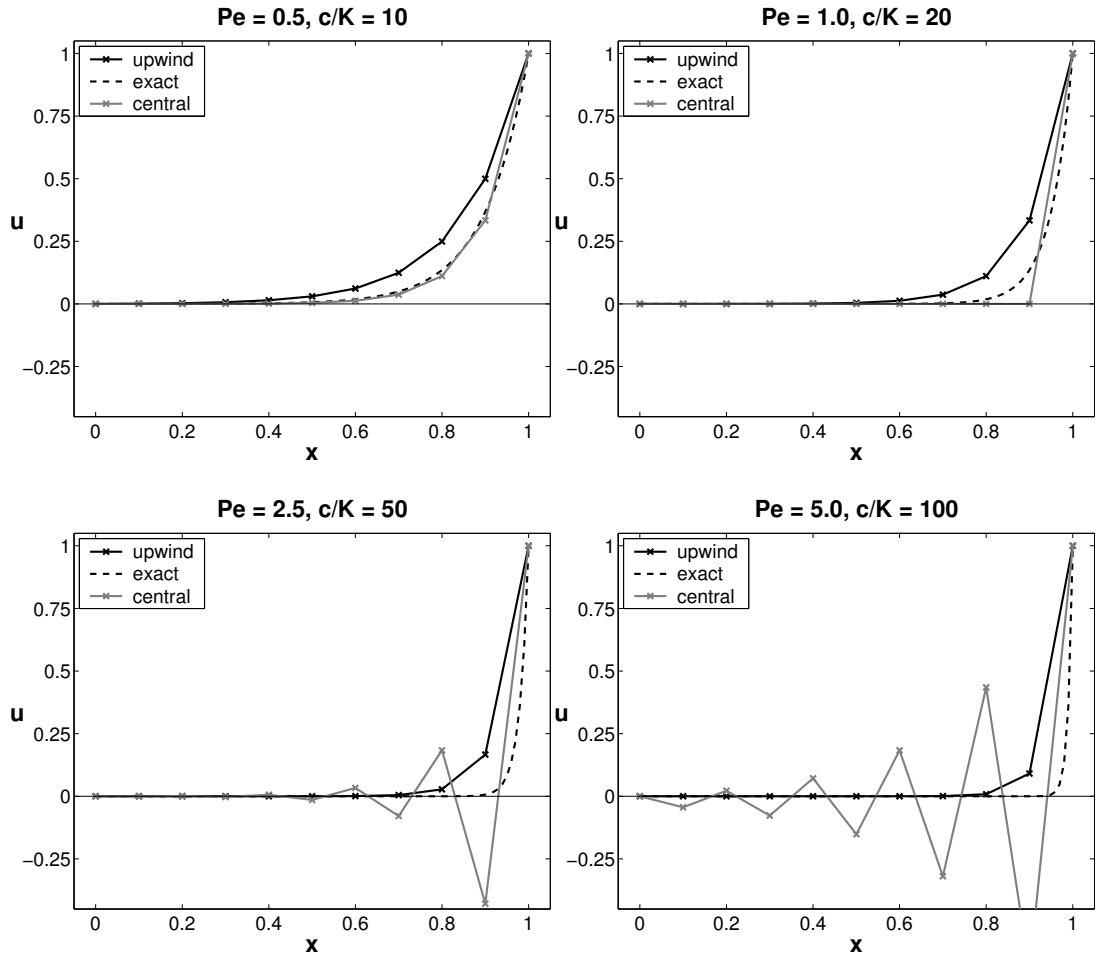 Pe = 0.5, c/K = 10
upwind
exact
central
1
0.75
0.5
0.25
0
−0.25
u
0 0.2 0.4 0.6 0.8 1
x
Pe = 1.0, c/K = 20
upwind
exact
central
1
0.75
0.5
0.25
0
−0.25
u
0 0.2 0.4 0.6 0.8 1
x
Pe = 2.5, c/K = 50
upwind
exact
central
1
0.75
0.5
0.25
0
−0.25
u
0 0.2 0.4 0.6 0.8 1
x
Pe = 5.0, c/K = 100
upwind
exact
central
1
0.75
0.5
0.25
0
−0.25
u
0 0.2 0.4 0.6 0.8 1
x